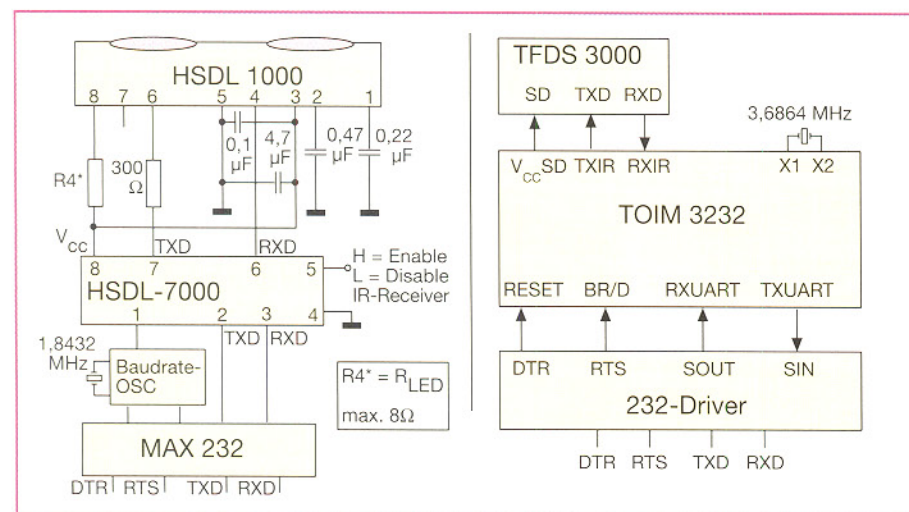 HSDL 1000
8 7 6 5 4 3 2 1
0,1 µF
4,7 µF
0,47 µF
0,22 µF
R4*
300 Ω
VCC
TXD
RXD
8 7 6 5
HSDL-7000
1 2 3 4
H = Enable
L = Disable
IR-Receiver
TXD
RXD
1,8432 MHz
Baudrate-
OSC
R4* = RLED
max. 8Ω
MAX 232
DTR RTS TXD RXD
TFDS 3000
SD TXD RXD
3,6864 MHz
VCC SD TXIR RXIR X1 X2
TOIM 3232
RESET BR/D RXUART TXUART
DTR RTS SOUT SIN
232-Driver
DTR RTS TXD RXD